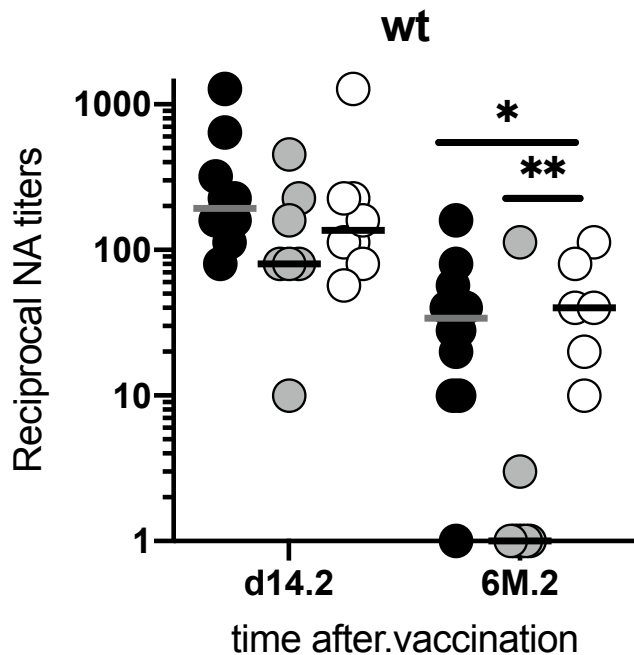 wt
Reciprocal NA titers
1000
100
10
1
*
**
d14.2
6M.2
time after.vaccination